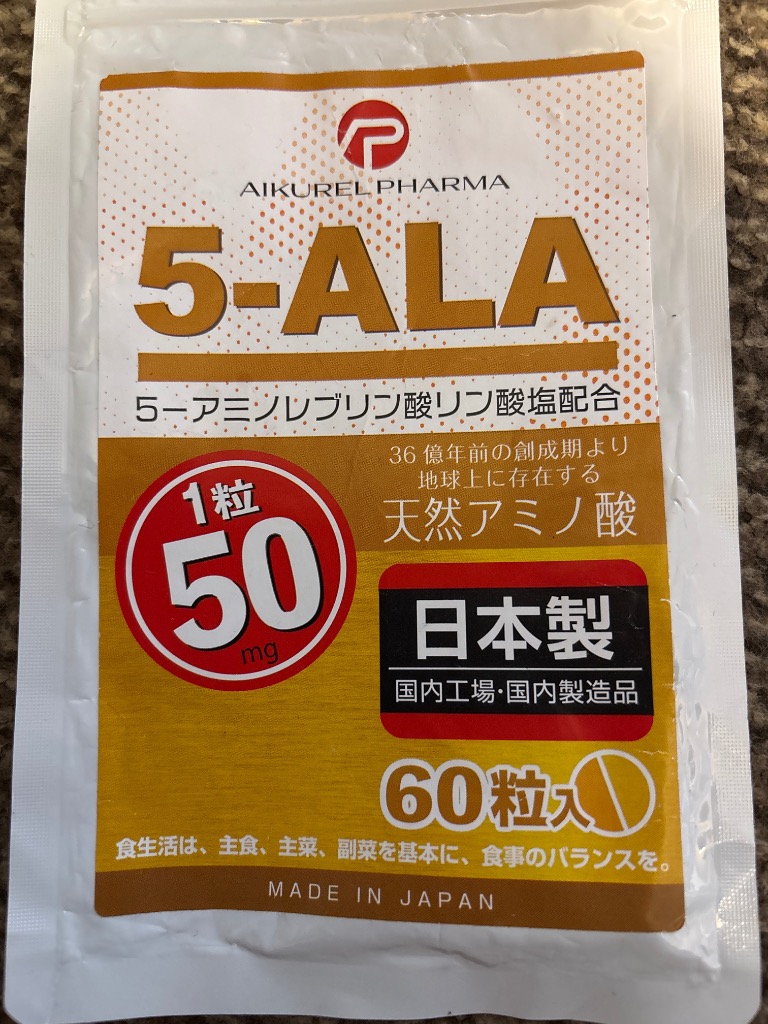 AIKUREL PHARMA
5-ALA
5－アミノレブリン酸リン酸塩配合
36億年前の創成期より
地球上に存在する
天然アミノ酸
1粒
50
mg
日本製
国内工場・国内製造品
60粒入
食生活は、主食、主菜、副菜を基本に、食事のバランスを。
MADE IN JAPAN